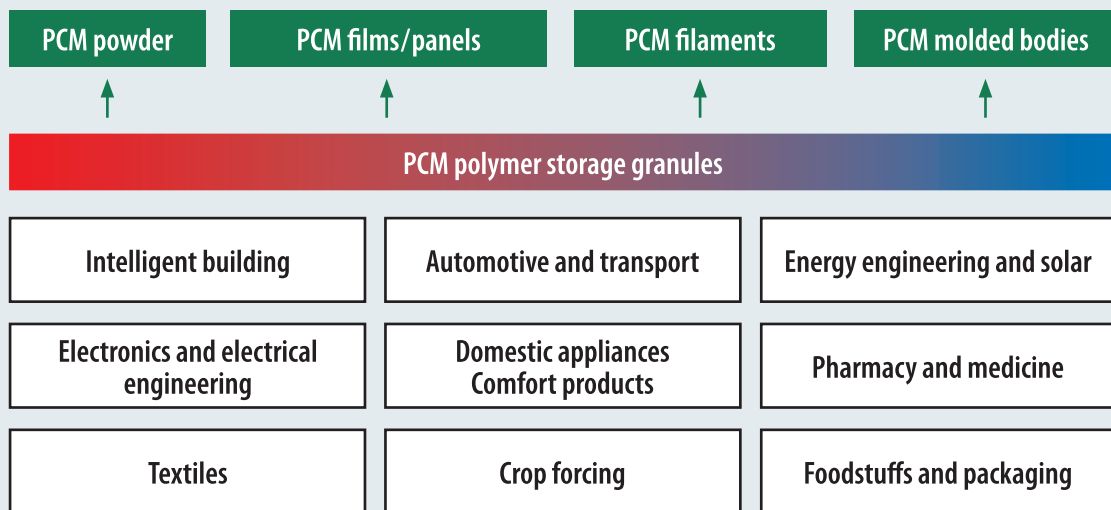 PCM powder
PCM films/panels
PCM filaments
PCM molded bodies
PCM polymer storage granules
Intelligent building
Automotive and transport
Energy engineering and solar
Electronics and electrical
engineering
Domestic appliances
Comfort products
Pharmacy and medicine
Textiles
Crop forcing
Foodstuffs and packaging